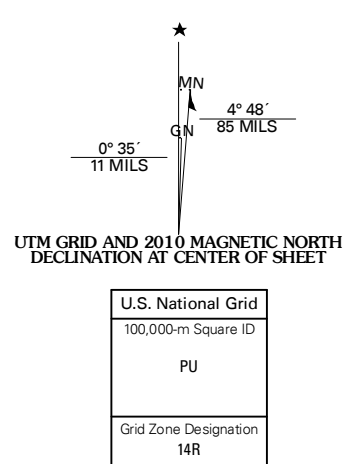 ★
MN
4° 48´
85 MILS
GN
0° 35´
11 MILS
UTM GRID AND 2010 MAGNETIC NORTH
DECLINATION AT CENTER OF SHEET
U.S. National Grid
100,000-m Square ID
PU
Grid Zone Designation
14R